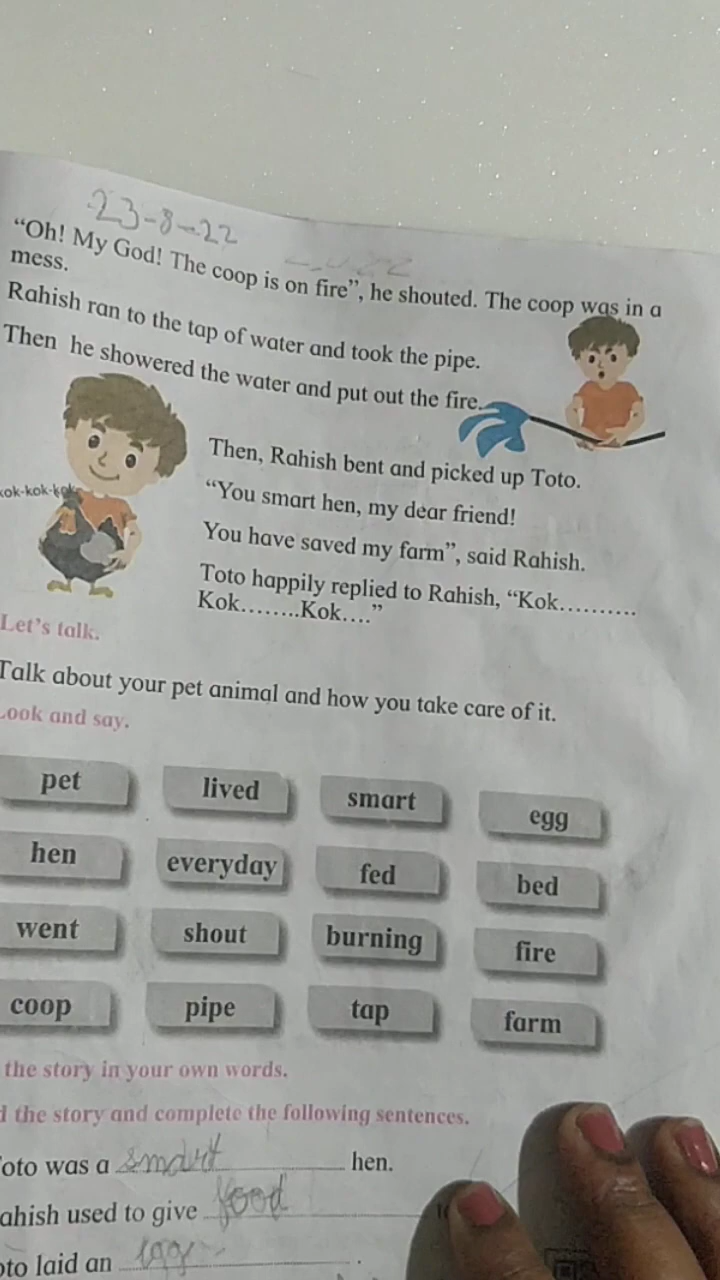 23-8-22
"Oh! My God! The coop is on fire", he shouted. The coop was in a
mess.
Rahish ran to the tap of water and took the pipe.
Then he showered the water and put out the fire.
Then, Rahish bent and picked up Toto.
"You smart hen, my dear friend!
kok-kok-kok
You have saved my farm", said Rahish.
Toto happily replied to Rahish, "Kok..........
Kok........Kok...."
Let's talk.
Talk about your pet animal and how you take care of it.
Look and say.
pet lived smart egg
hen everyday fed bed
went shout burning fire
coop pipe tap farm
the story in your own words.
the story and complete the following sentences.
oto was a smart hen.
ahish used to give food
oto laid an egg .